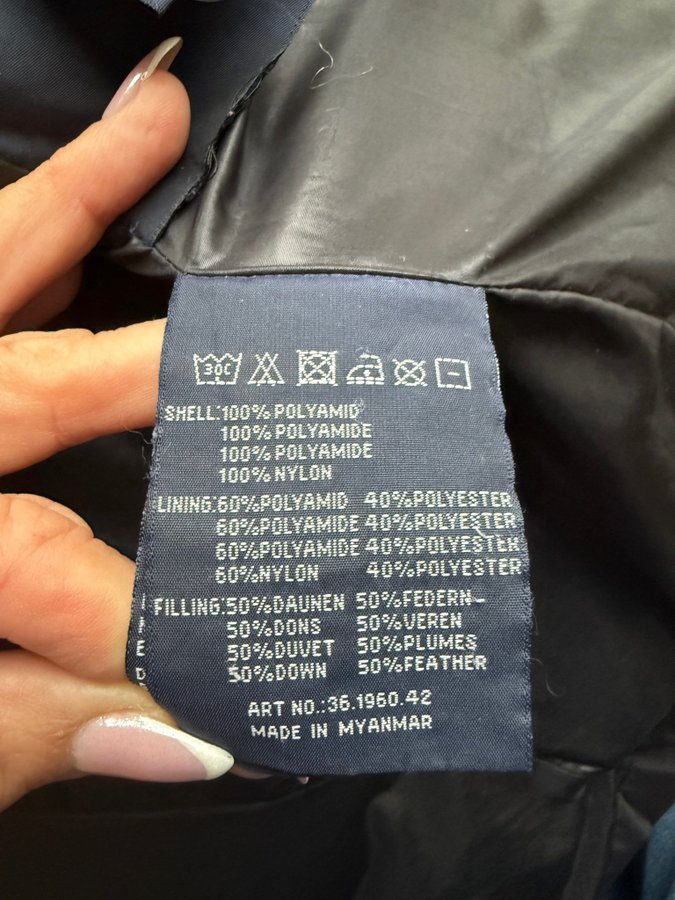 30C
SHELL:100% POLYAMID
100% POLYAMIDE
100% POLYAMIDE
100% NYLON
LINING:60%POLYAMID 40%POLYESTER
60%POLYAMIDE 40%POLYESTER
60%POLYAMIDE 40%POLYESTER
60%NYLON 40%POLYESTER
FILLING:50%DAUNEN 50%FEDERN
50%DONS 50%VEREN
50%DUVET 50%PLUMES
50%DOWN 50%FEATHER
ART NO.:36.1960.42
MADE IN MYANMAR